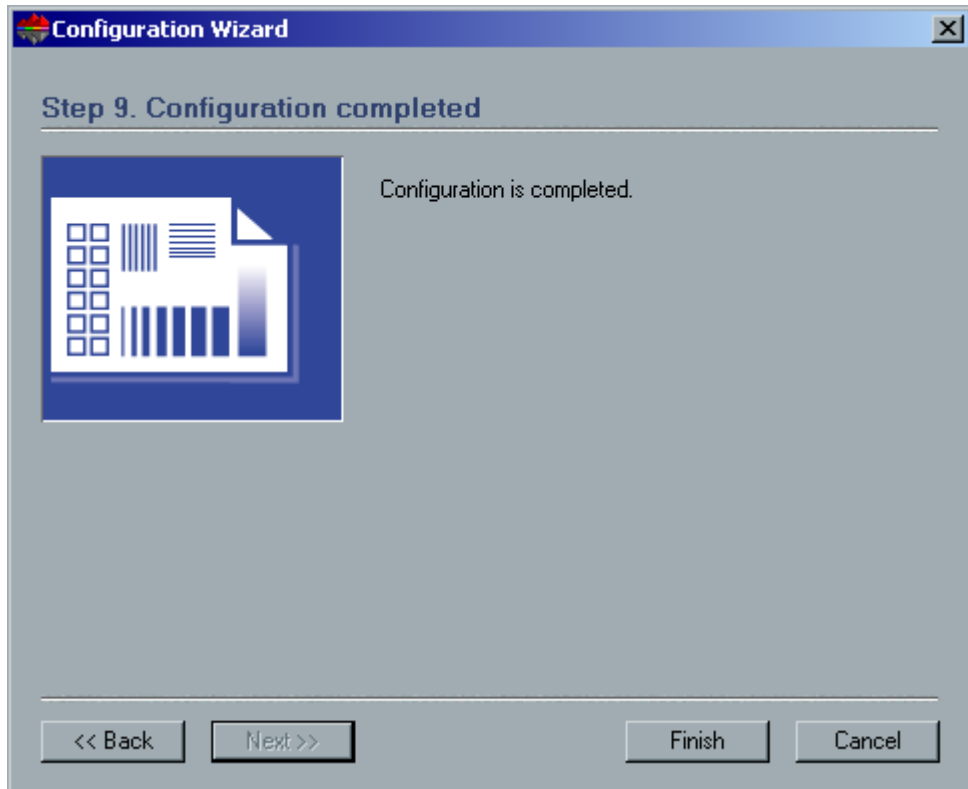 Configuration Wizard
Step 9. Configuration completed
Configuration is completed.
<< Back
Next >>
Finish
Cancel